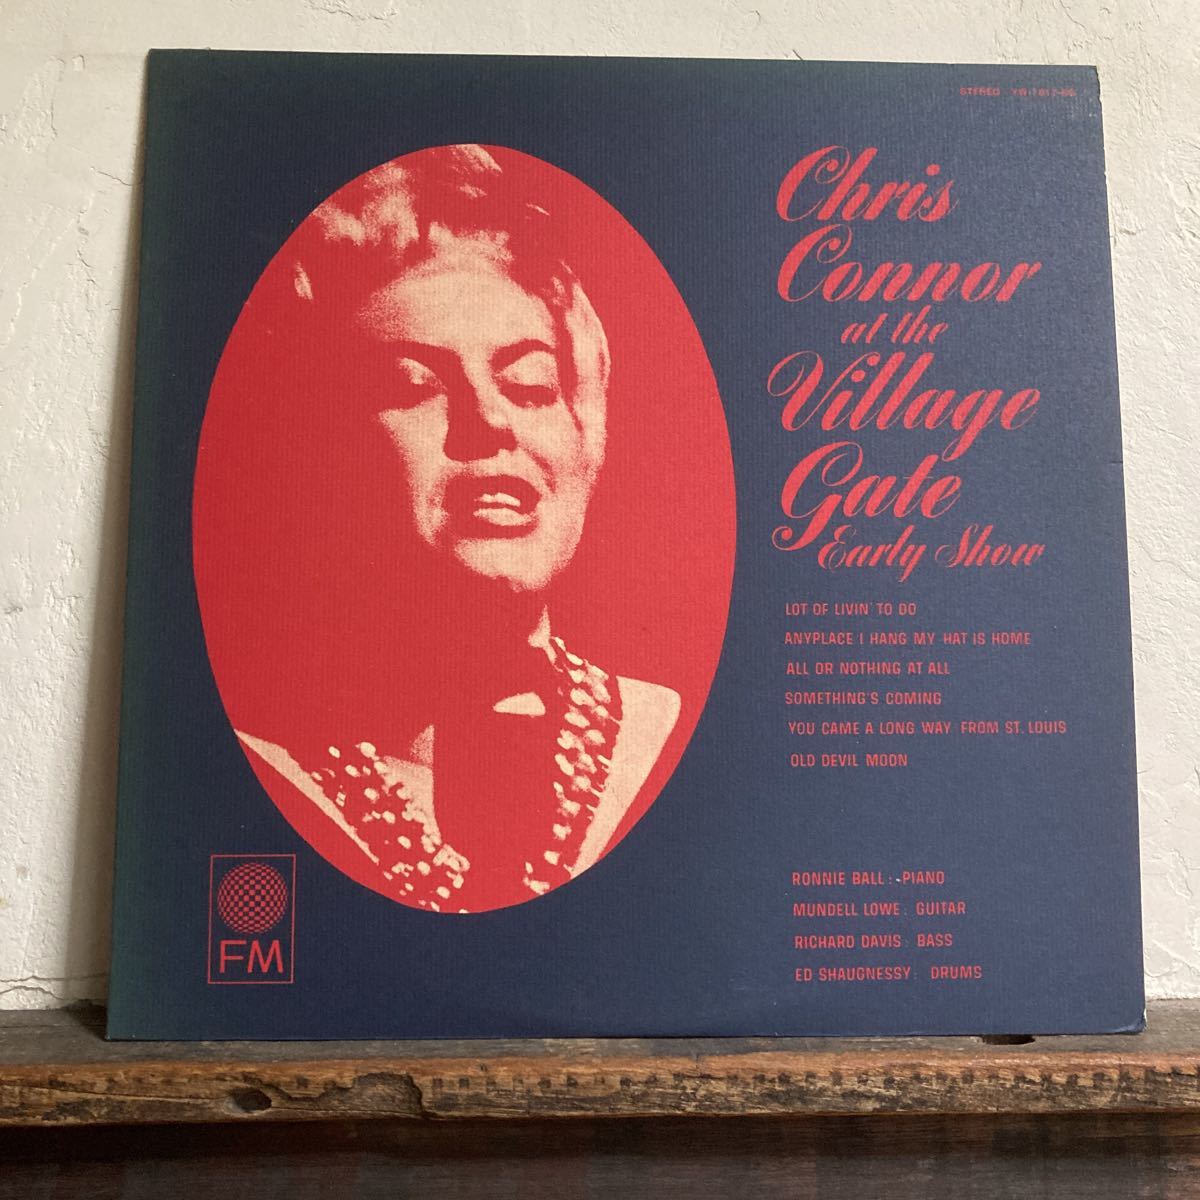 STEREO
Chris
Connor
at the
Village
Gate
Early Show
LOT OF LIVIN' TO DO
ANYPLACE I HANG MY HAT IS HOME
ALL OR NOTHING AT ALL
SOMETHING'S COMING
YOU CAME A LONG WAY FROM ST. LOUIS
OLD DEVIL MOON
RONNIE BALL : PIANO
MUNDELL LOWE : GUITAR
RICHARD DAVIS : BASS
ED SHAUGNESSY : DRUMS
FM